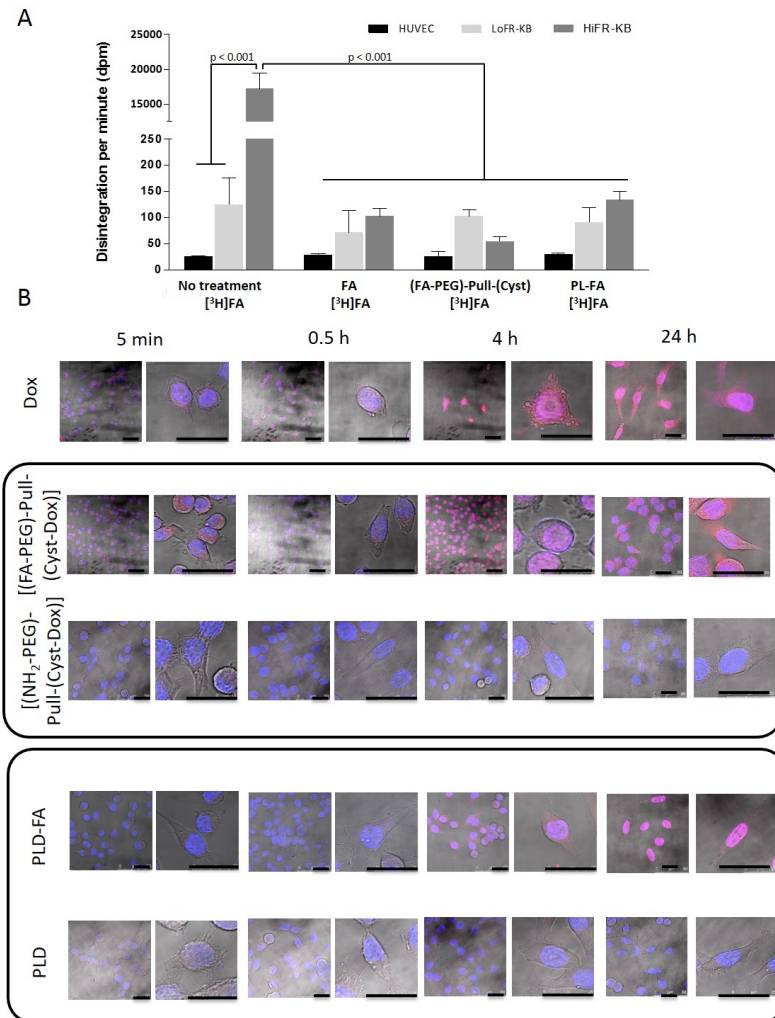 A
HUVEC LoFR-KB HiFR-KB
Disintegration per minute (dpm)
25000
20000
15000
250
200
150
100
50
0
p < 0.001 p < 0.001
No treatment FA (FA-PEG)-Pull-(Cyst) PL-FA
[³H]FA [³H]FA [³H]FA [³H]FA
B
5 min 0.5 h 4 h 24 h
Dox
[(FA-PEG)-Pull-
(Cyst-Dox)]
[(NH₂-PEG)-
Pull-(Cyst-Dox)]
PLD-FA
PLD